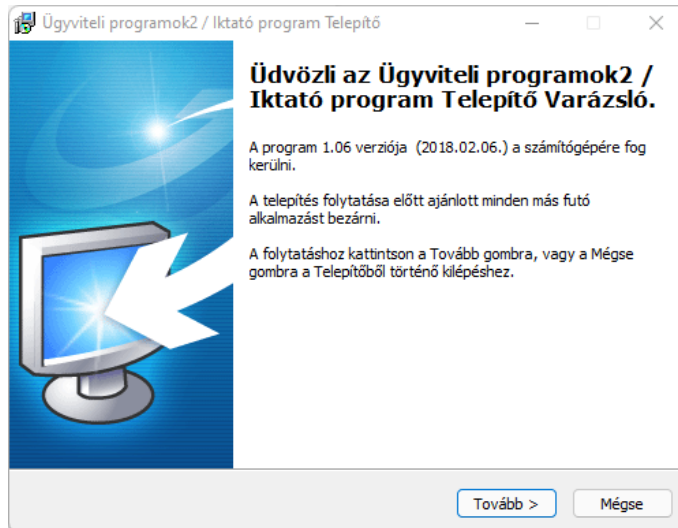 Ügyviteli programok2 / Iktató program Telepítő
Üdvözli az Ügyviteli programok2 /
Iktató program Telepítő Varázsló.
A program 1.06 verziója  (2018.02.06.) a számítógépére fog
kerülni.
A telepítés folytatása előtt ajánlott minden más futó
alkalmazást bezárni.
A folytatáshoz kattintson a Tovább gombra, vagy a Mégse
gombra a Telepítőből történő kilépéshez.
Tovább >
Mégse